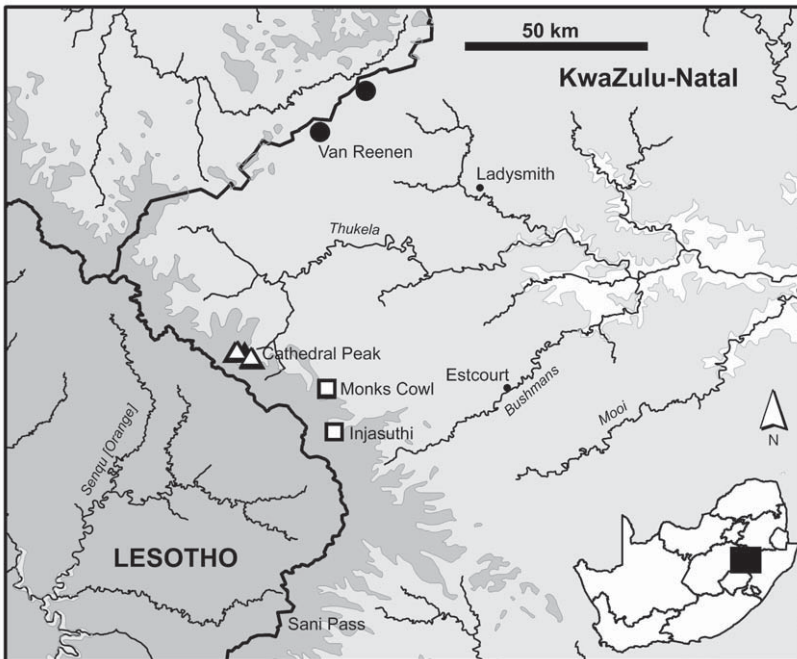 50 km
KwaZulu-Natal
Van Reenen
Ladysmith
Thukela
Cathedral Peak
Monks Cowl
Estcourt
Bushmans
Mooi
Injasuthi
N
Senqu [Orange]
LESOTHO
Sani Pass